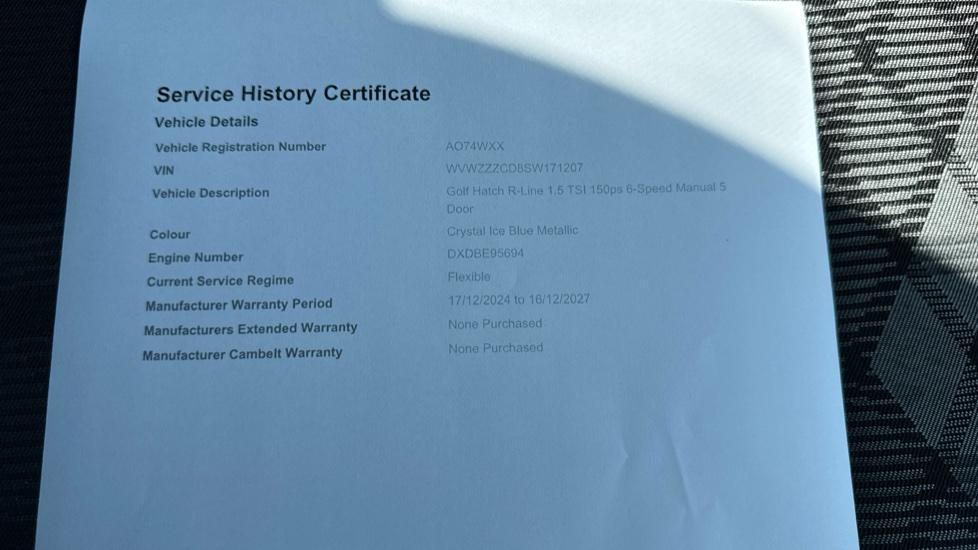 Service History Certificate
Vehicle Details
Vehicle Registration Number AO74WXX
VIN WVWZZZCD8SW171207
Vehicle Description Golf Hatch R-Line 1.5 TSI 150ps 6-Speed Manual 5
Door
Colour Crystal Ice Blue Metallic
Engine Number DXDBE95694
Current Service Regime Flexible
Manufacturer Warranty Period 17/12/2024 to 16/12/2027
Manufacturers Extended Warranty None Purchased
Manufacturer Cambelt Warranty None Purchased